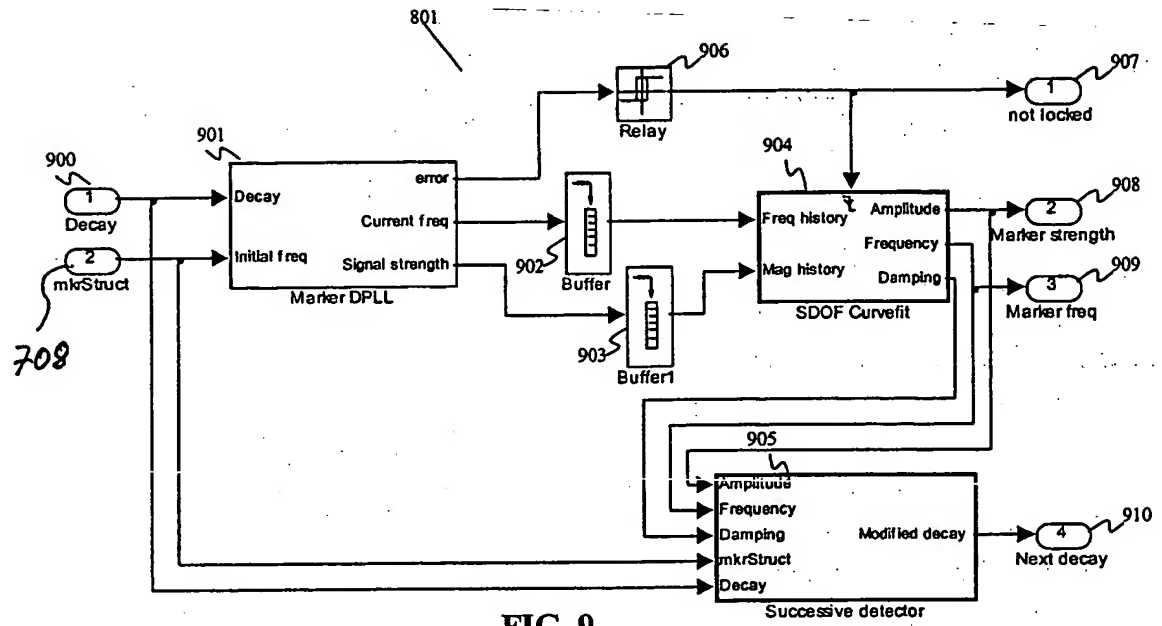 801
906
907
1
not locked
Relay
901
900
1
Decay
Decay
error
Current freq
Signal strength
Initial freq
Marker DPLL
2
mkrStruct
708
902
Buffer
903
Buffer1
904
Freq history
Mag history
Amplitude
Frequency
Damping
SDOF Curvefit
908
2
Marker strength
909
3
Marker freq
905
Amplitude
Frequency
Damping
mkrStruct
Decay
Modified decay
Successive detector
910
4
Next decay
FIG. 9